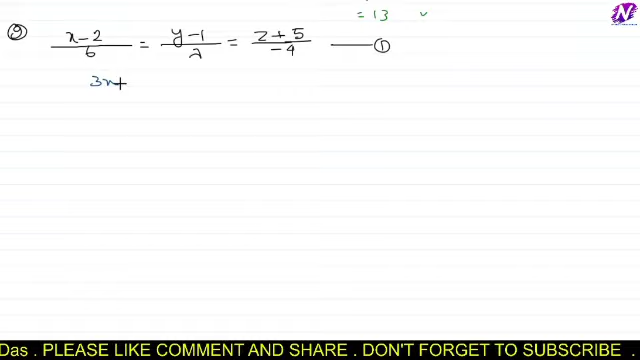 = 13 ✓
⑨ x-2/6 = y-1/2 = z+5/-4 —— ①
3x+
Das . PLEASE LIKE COMMENT AND SHARE . DON'T FORGET TO SUBSCRIBE .